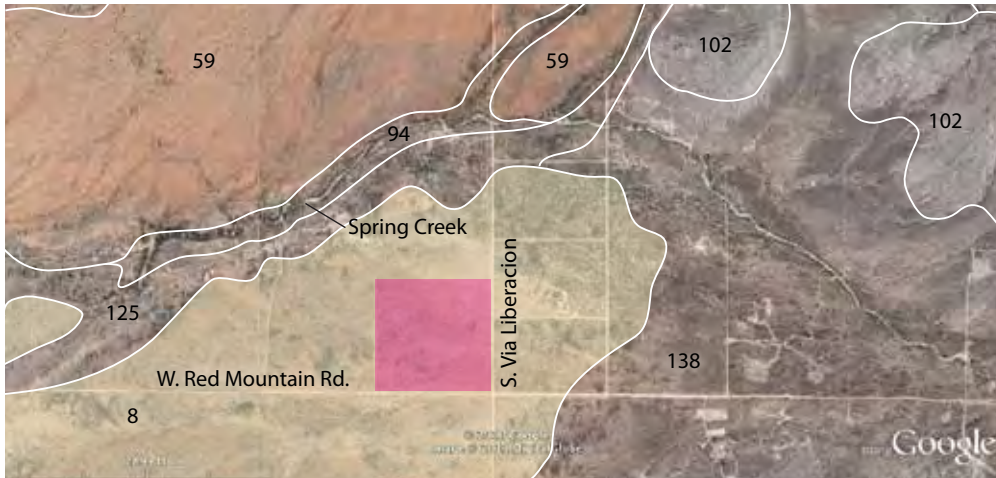 59
59
102
102
94
Spring Creek
125
S. Via Liberacion
W. Red Mountain Rd.
138
8
Google